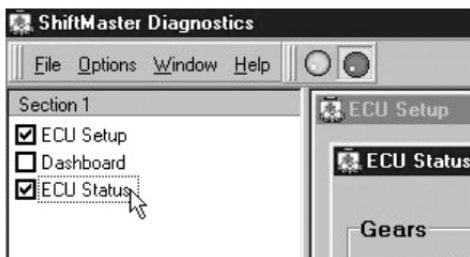 ShiftMaster Diagnostics
File Options Window Help
Section 1
ECU Setup
Dashboard
ECU Status
ECU Setup
ECU Status
Gears